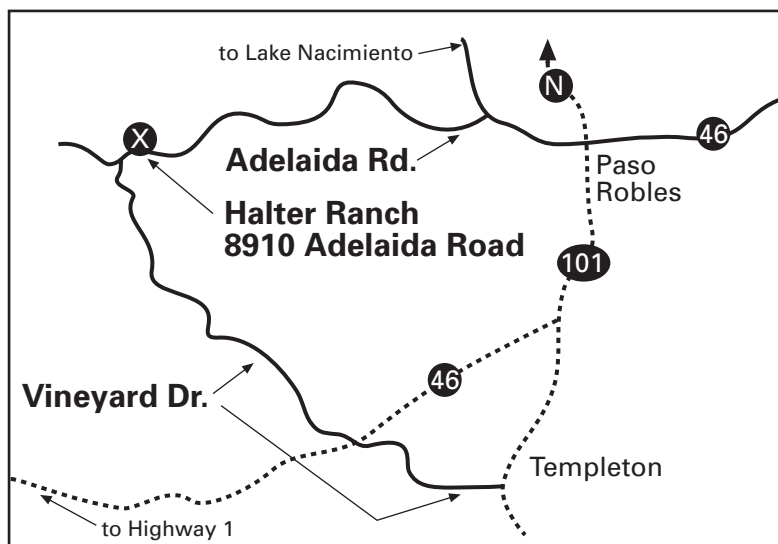 to Lake Nacimiento
N
X
46
Adelaida Rd.
Paso
Robles
Halter Ranch
8910 Adelaida Road
101
46
Vineyard Dr.
Templeton
to Highway 1